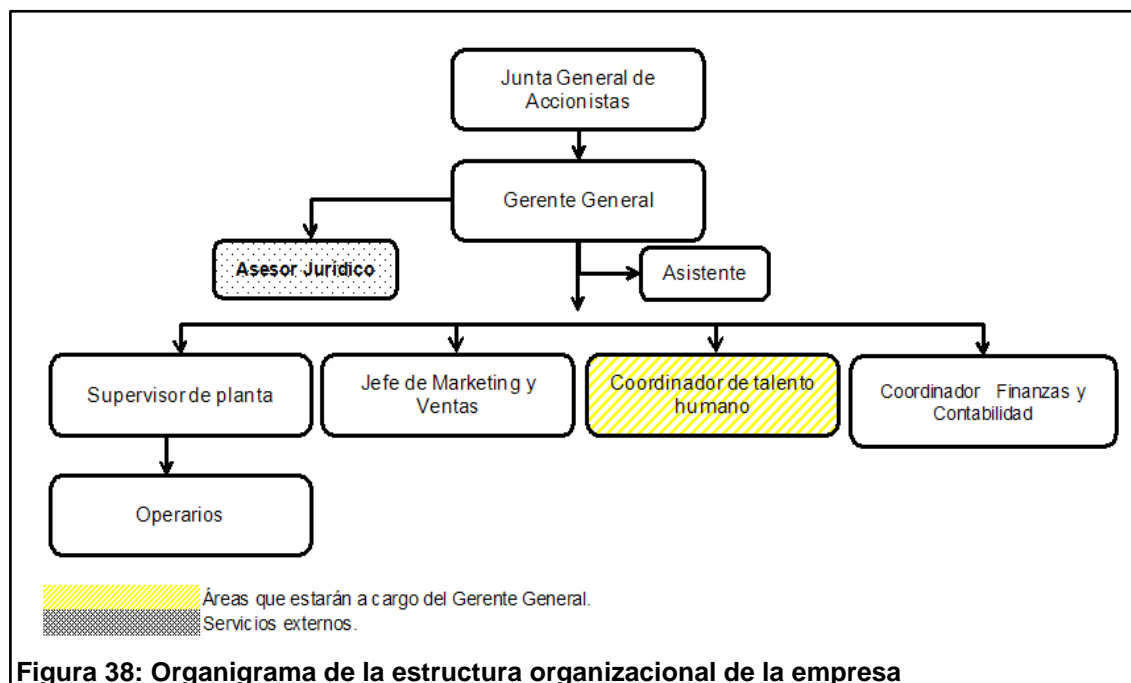 Junta General de
Accionistas
Gerente General
Asesor Jurídico
Asistente
Supervisor de planta
Jefe de Marketing y
Ventas
Coordinador de talento
humano
Coordinador Finanzas y
Contabilidad
Operarios
Áreas que estarán a cargo del Gerente General.
Servicios externos.
Figura 38: Organigrama de la estructura organizacional de la empresa